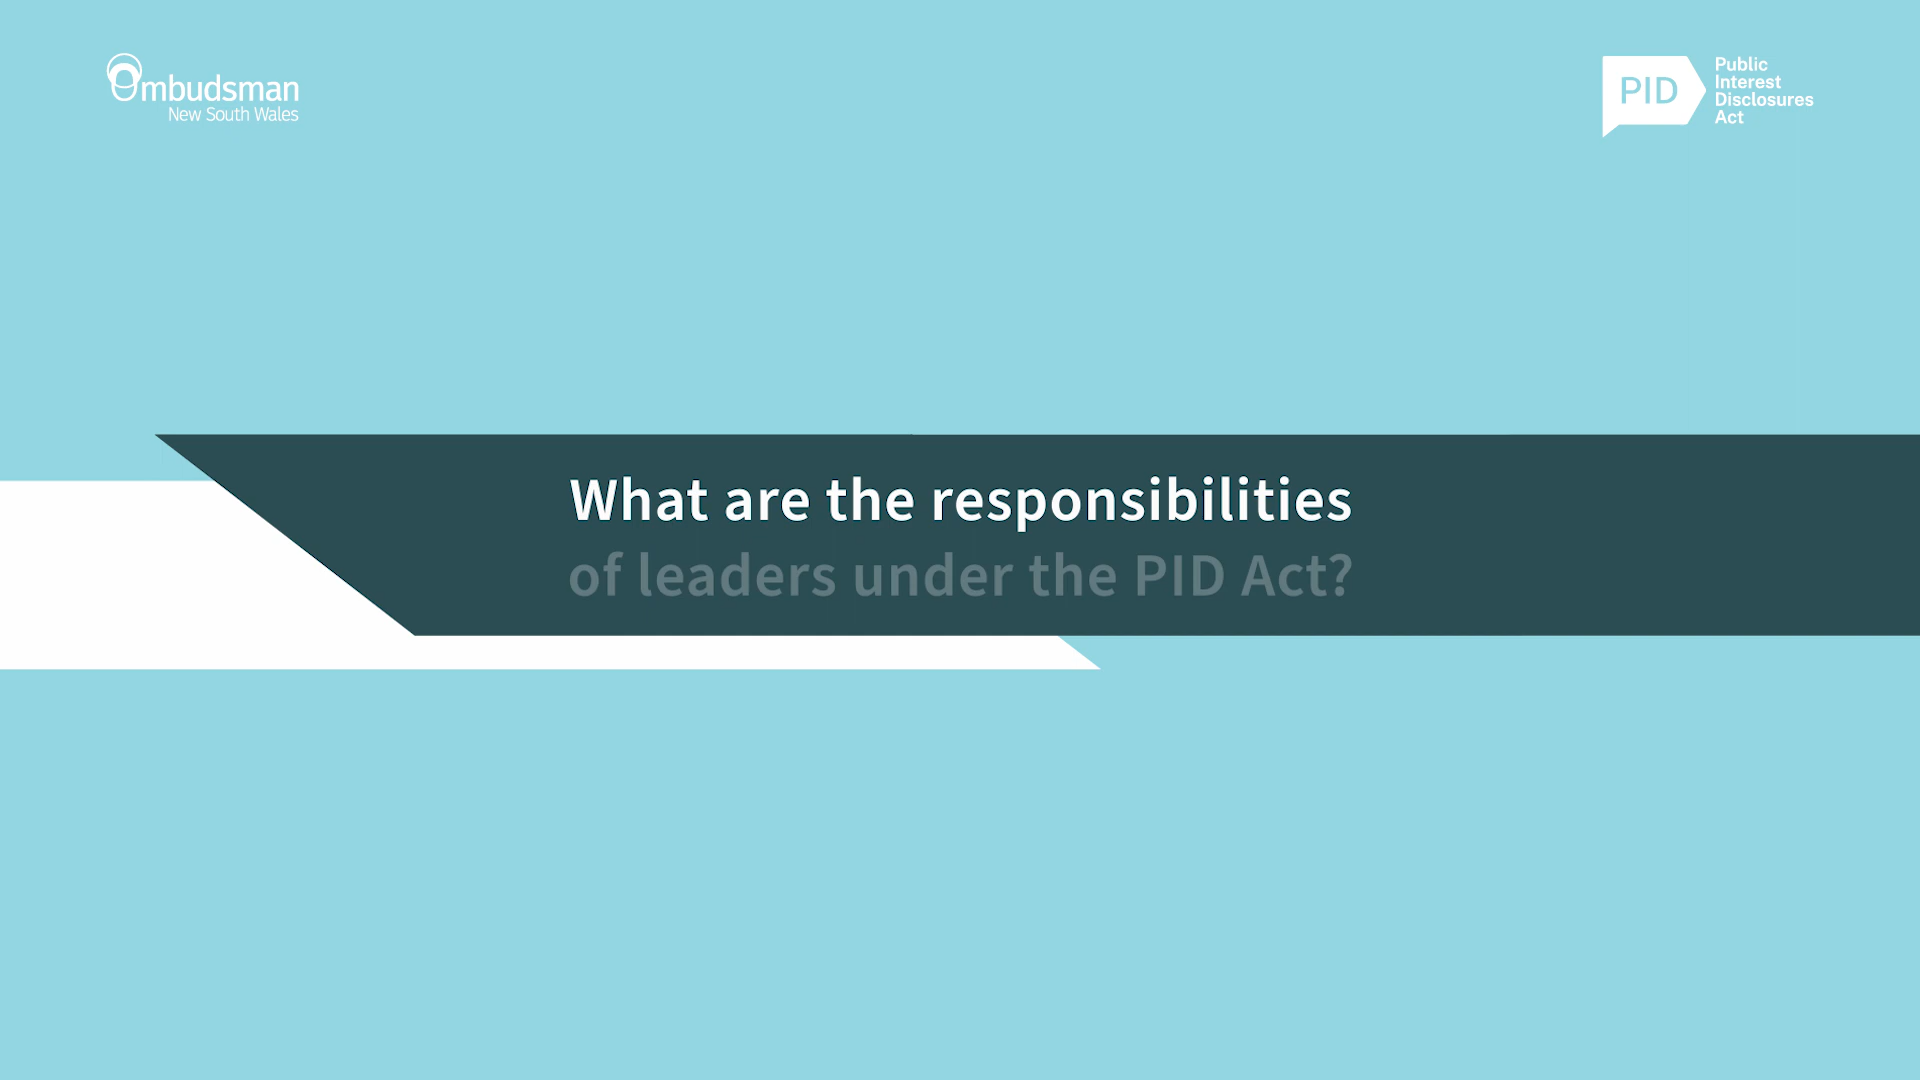 Ombudsman
New South Wales
PID
Public
Interest
Disclosures
Act
What are the responsibilities
of leaders under the PID Act?